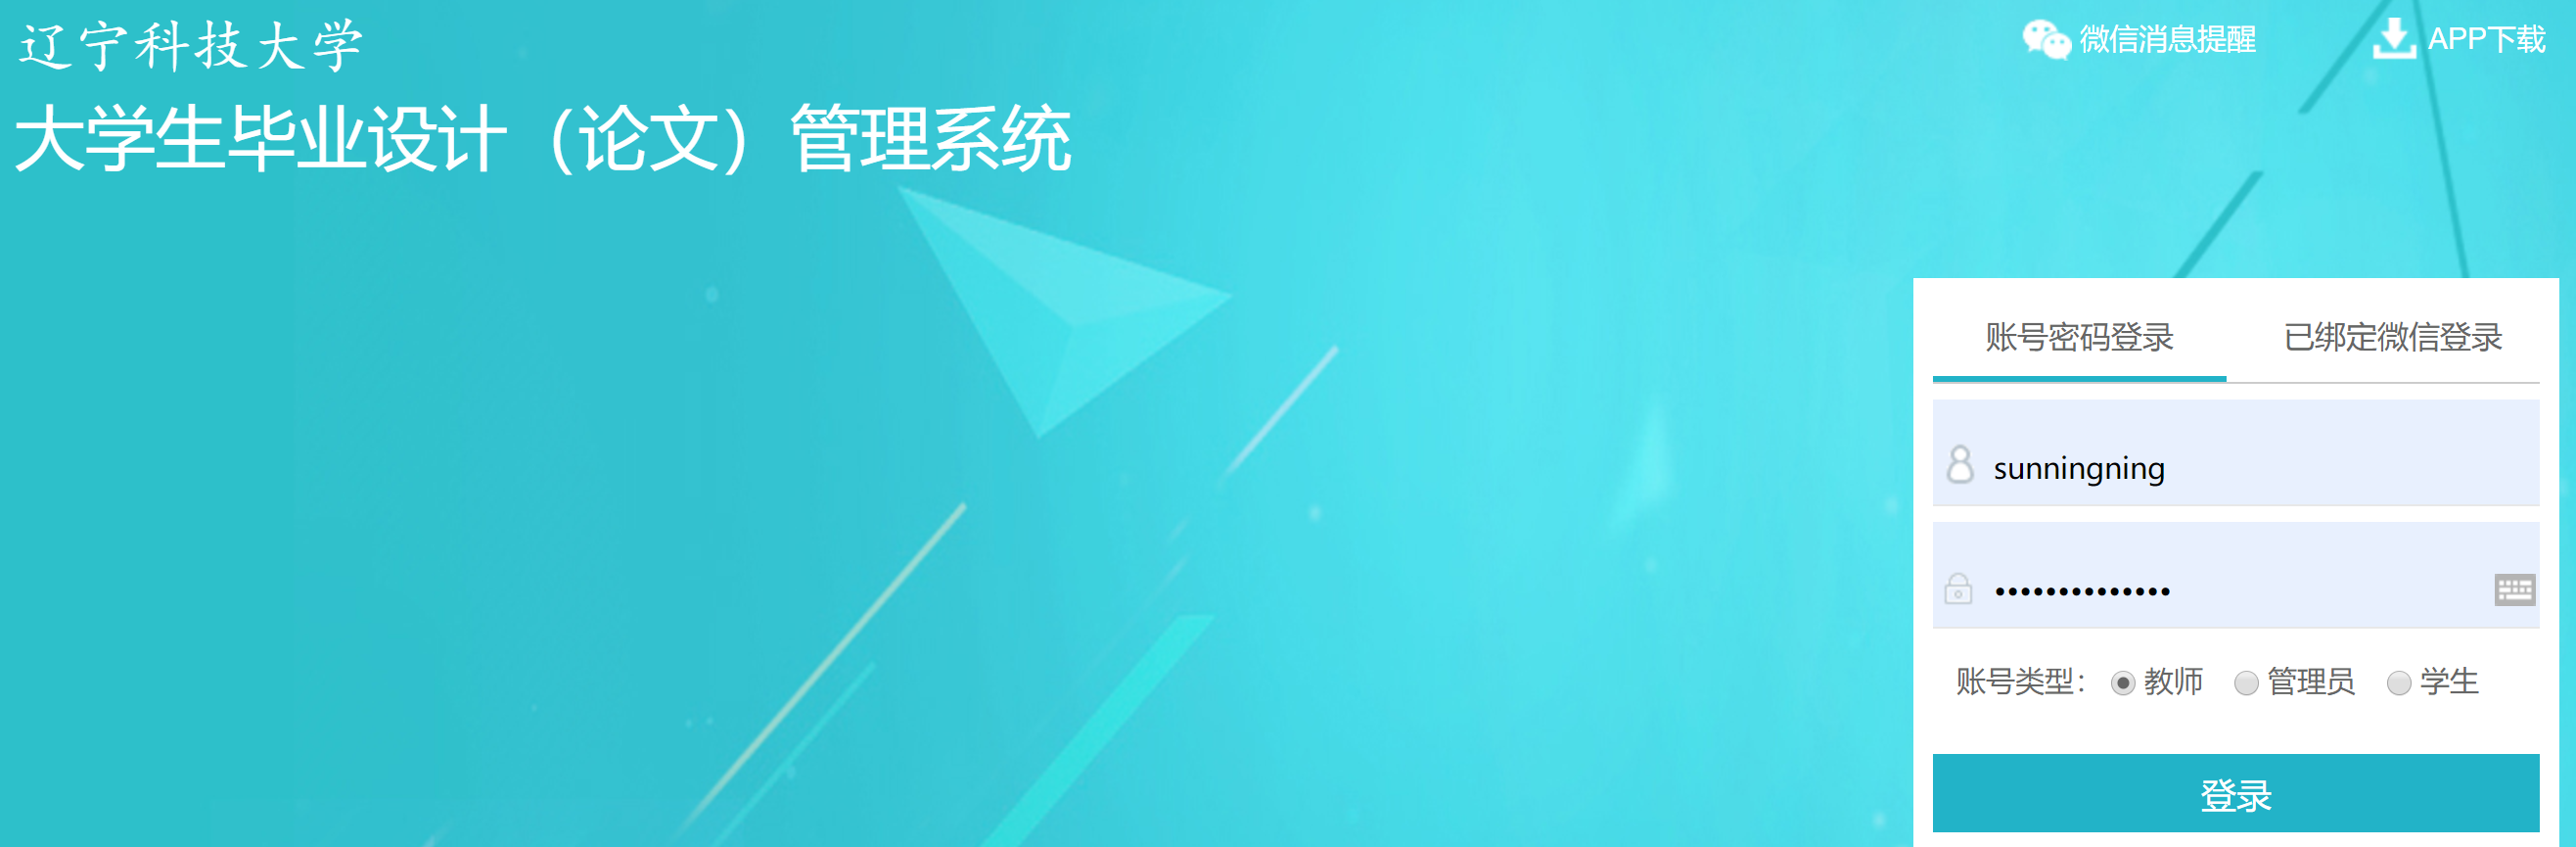 辽宁科技大学
微信消息提醒
APP下载
大学生毕业设计（论文）管理系统
账号密码登录
已绑定微信登录
sunningning
••••••••••••••
账号类型：
教师
管理员
学生
登录